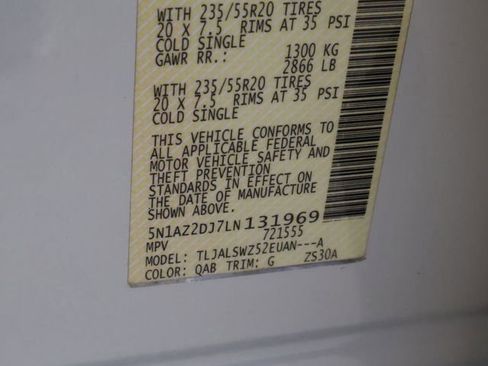 WITH 235/55R20 TIRES
20 X 7.5 RIMS AT 35 PSI
COLD SINGLE
GAWR RR.: 1300 KG
2866 LB
WITH 235/55R20 TIRES
20 X 7.5 RIMS AT 35 PSI
COLD SINGLE
THIS VEHICLE CONFORMS TO
ALL APPLICABLE FEDERAL
MOTOR VEHICLE SAFETY AND
THEFT PREVENTION
STANDARDS IN EFFECT ON
THE DATE OF MANUFACTURE
SHOWN ABOVE.
5N1AZ2DJ7LN131969
MPV 721555
MODEL: TLJALSWZ52EUAN---A
COLOR: QAB TRIM: G ZS30A